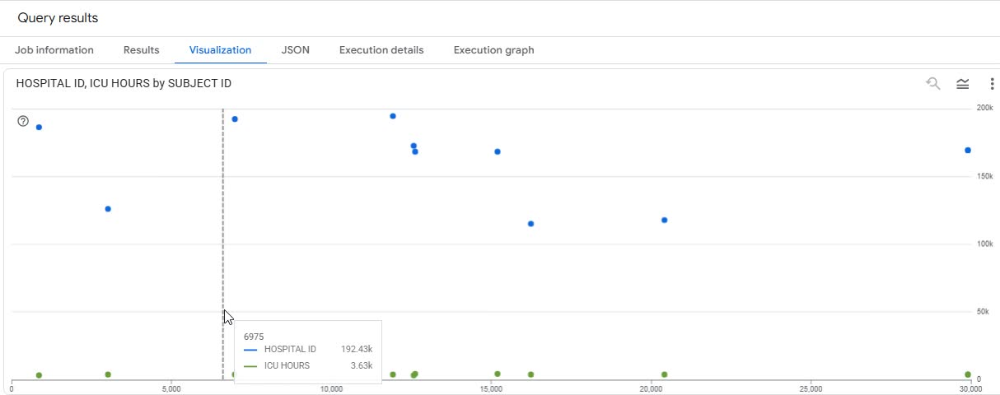 Query results
Job information Results Visualization JSON Execution details Execution graph
HOSPITAL ID, ICU HOURS by SUBJECT ID
200k
150k
100k
50k
0
6975
HOSPITAL ID 192.43k
ICU HOURS 3.63k
0 5,000 10,000 15,000 20,000 25,000 30,000